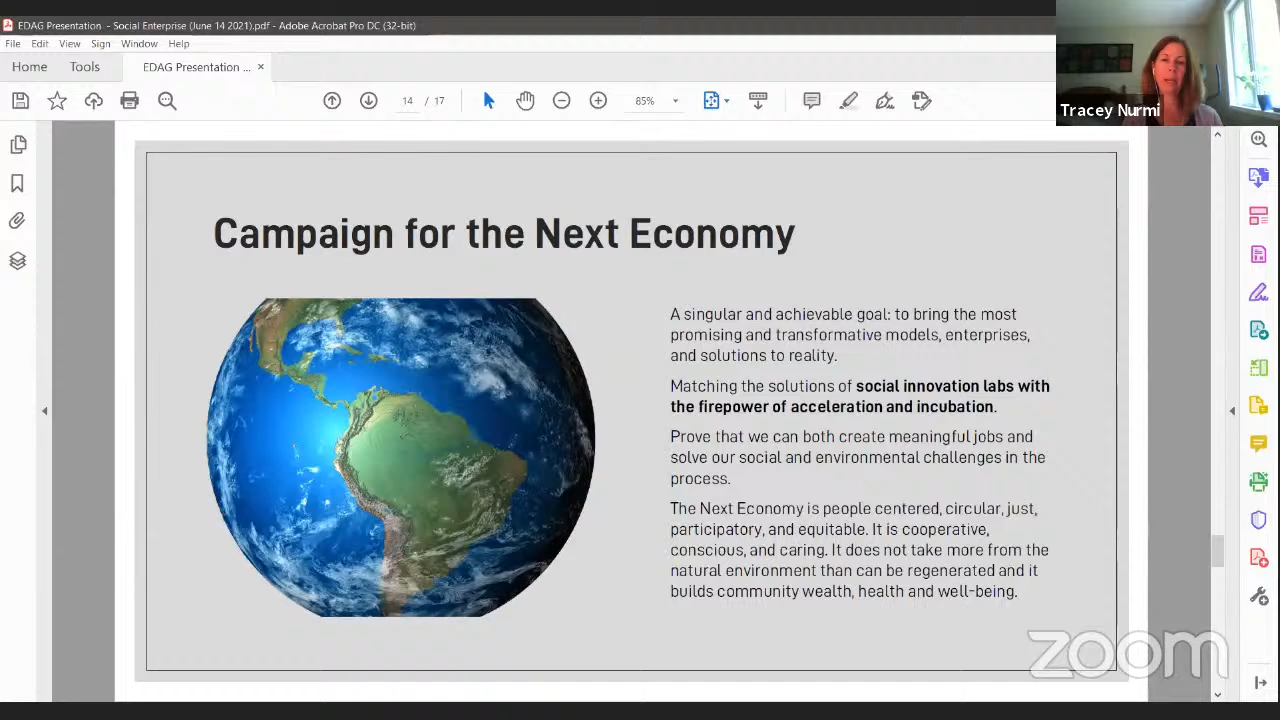 EDAG Presentation - Social Enterprise (June 14 2021).pdf - Adobe Acrobat Pro DC (32-bit)
File Edit View Sign Window Help
Home Tools EDAG Presentation ... ×
14 / 17 85%
Tracey Nurmi
Campaign for the Next Economy
A singular and achievable goal: to bring the most
promising and transformative models, enterprises,
and solutions to reality.
Matching the solutions of social innovation labs with
the firepower of acceleration and incubation.
Prove that we can both create meaningful jobs and
solve our social and environmental challenges in the
process.
The Next Economy is people centered, circular, just,
participatory, and equitable. It is cooperative,
conscious, and caring. It does not take more from the
natural environment than can be regenerated and it
builds community wealth, health and well-being.
zoom